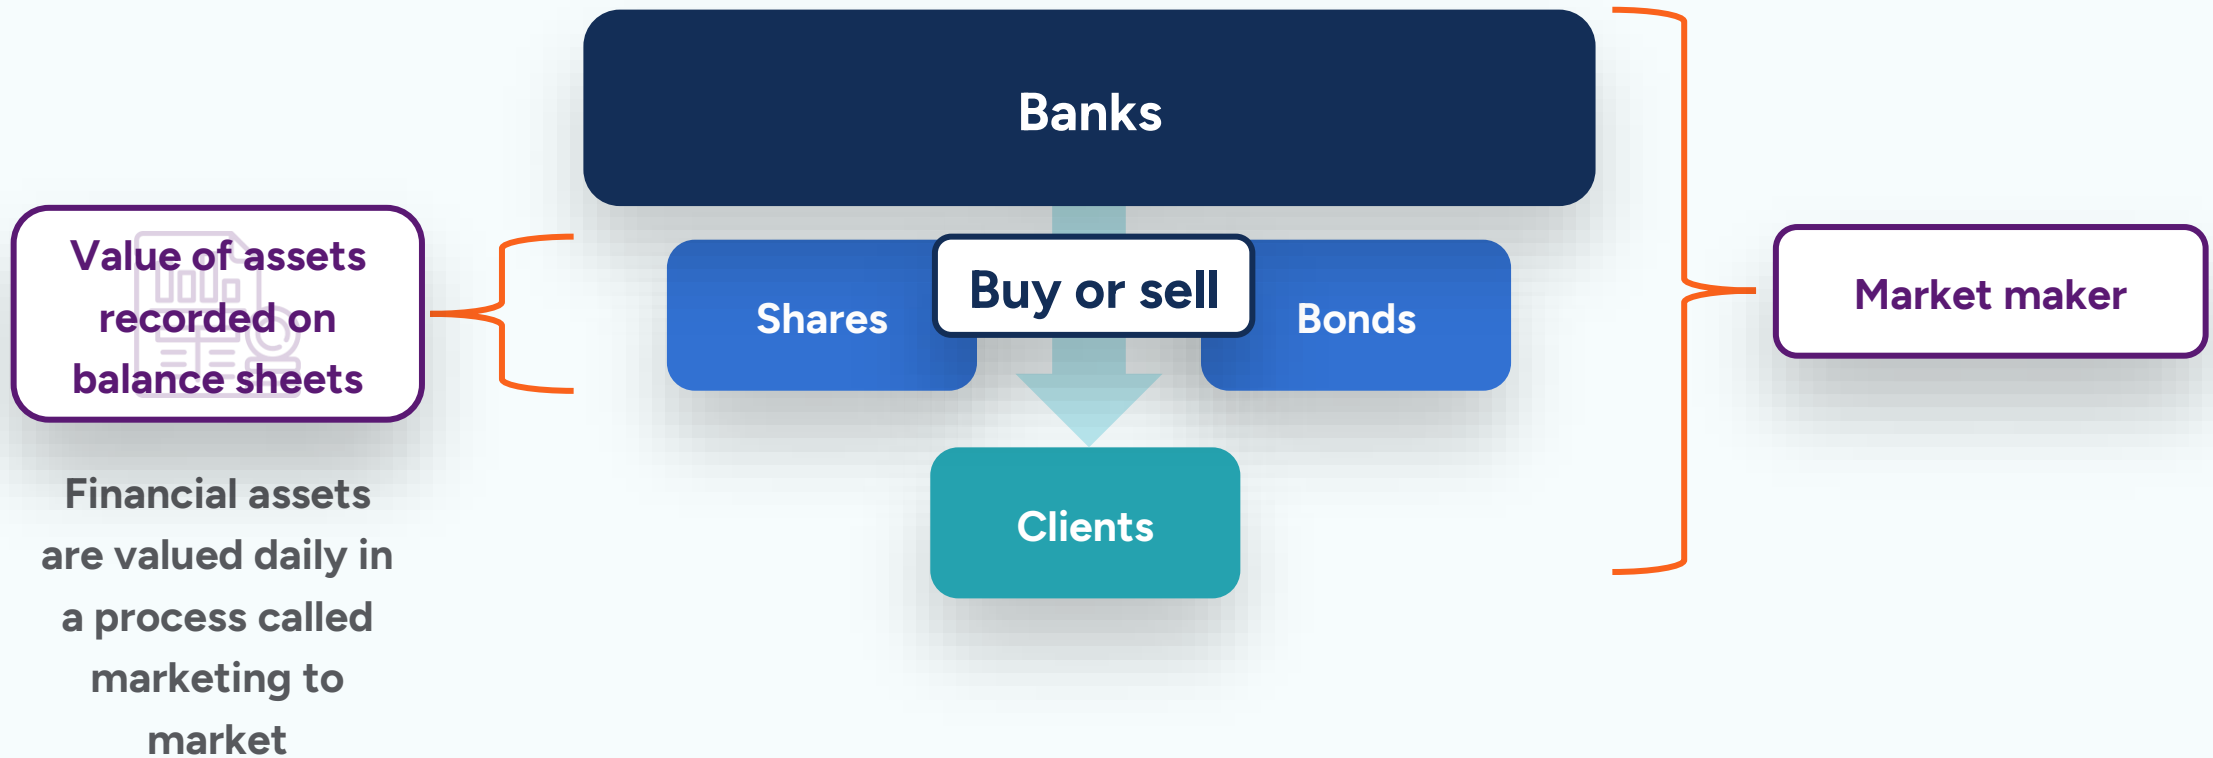 Banks
Value of assets
recorded on
balance sheets
Shares
Buy or sell
Bonds
Market maker
Clients
Financial assets
are valued daily in
a process called
marketing to
market